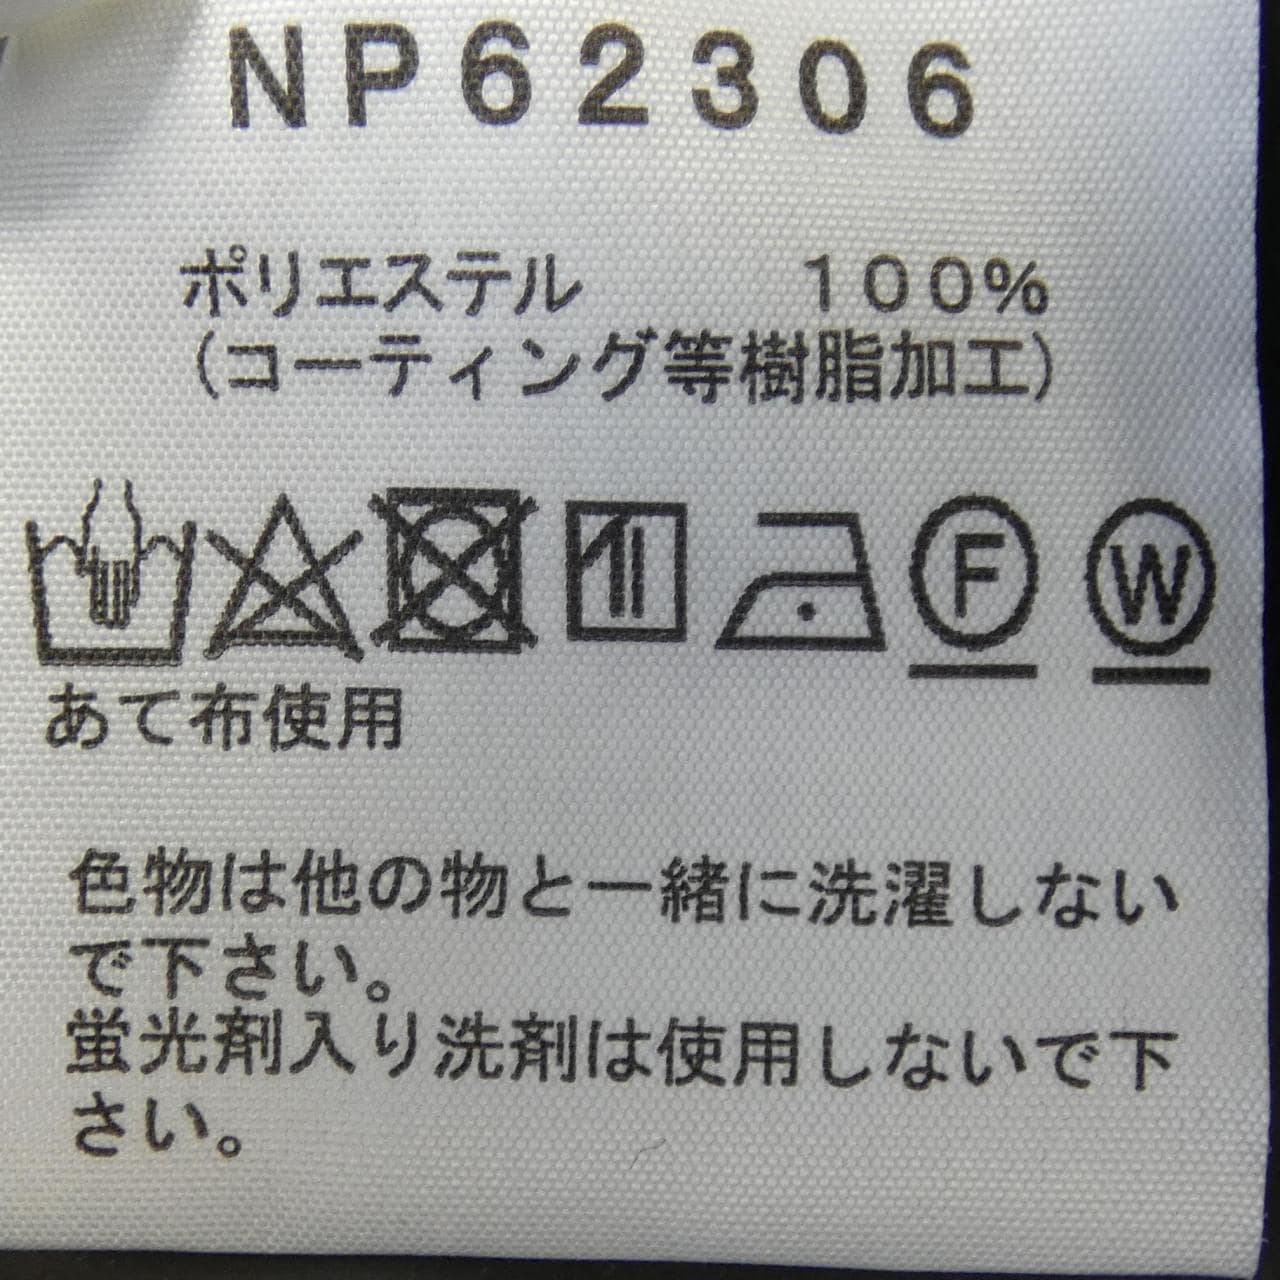 NP62306
ポリエステル 100%
(コーティング等樹脂加工)
F W
あて布使用
色物は他の物と一緒に洗濯しない
で下さい。
蛍光剤入り洗剤は使用しないで下
さい。